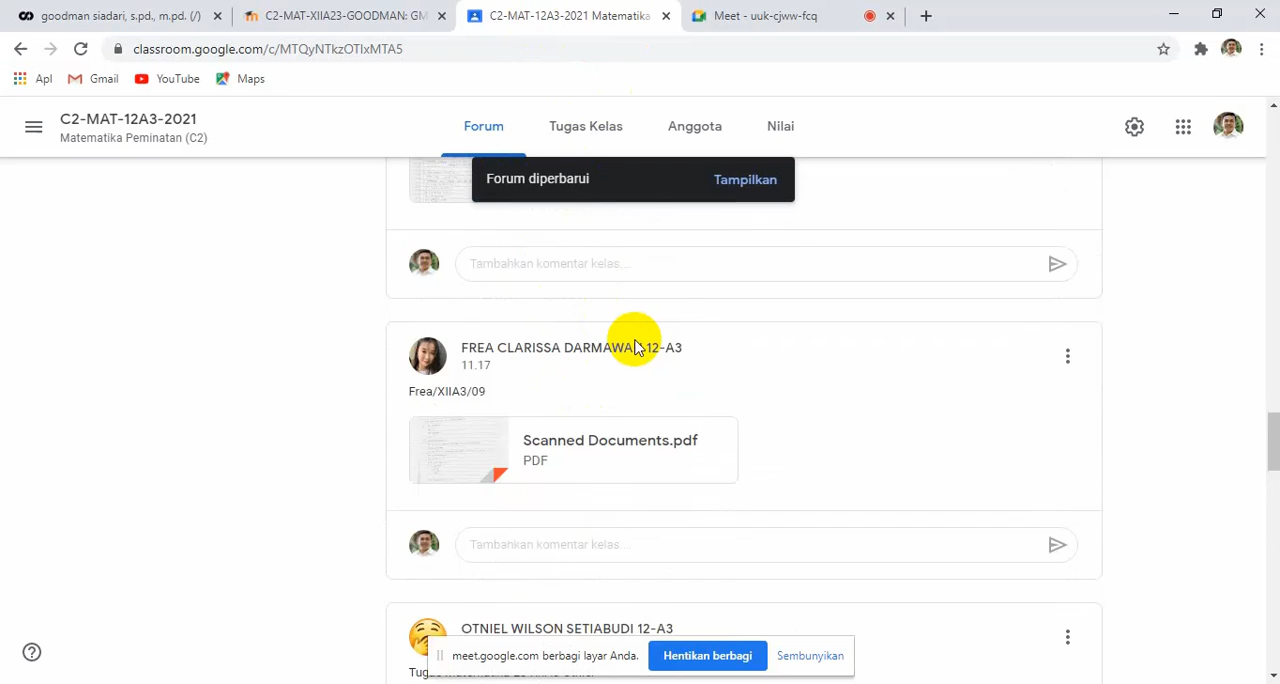 goodman siadari, s.pd., m.pd. (/)
C2-MAT-XIIA23-GOODMAN: GM
C2-MAT-12A3-2021 Matematika
Meet - uuk-cjww-fcq
classroom.google.com/c/MTQyNTkzOTIxMTA5
Apl
Gmail
YouTube
Maps
C2-MAT-12A3-2021
Matematika Peminatan (C2)
Forum
Tugas Kelas
Anggota
Nilai
Forum diperbarui
Tampilkan
Tambahkan komentar kelas...
FREA CLARISSA DARMAWAN 12-A3
11.17
Frea/XIIA3/09
Scanned Documents.pdf
PDF
Tambahkan komentar kelas...
OTNIEL WILSON SETIABUDI 12-A3
meet.google.com berbagi layar Anda.
Hentikan berbagi
Sembunyikan